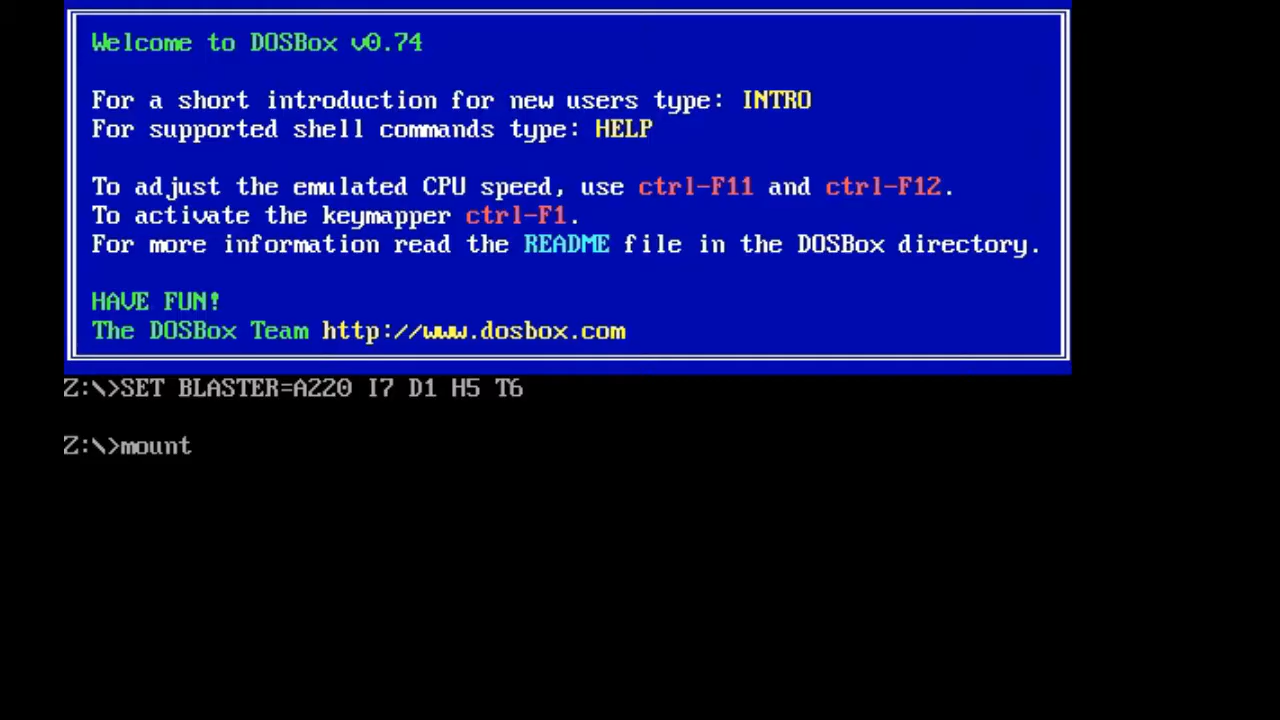 Welcome to DOSBox v0.74
For a short introduction for new users type: INTRO
For supported shell commands type: HELP
To adjust the emulated CPU speed, use ctrl-F11 and ctrl-F12.
To activate the keymapper ctrl-F1.
For more information read the README file in the DOSBox directory.
HAVE FUN!
The DOSBox Team http://www.dosbox.com
Z:\>SET BLASTER=A220 I7 D1 H5 T6
Z:\>mount